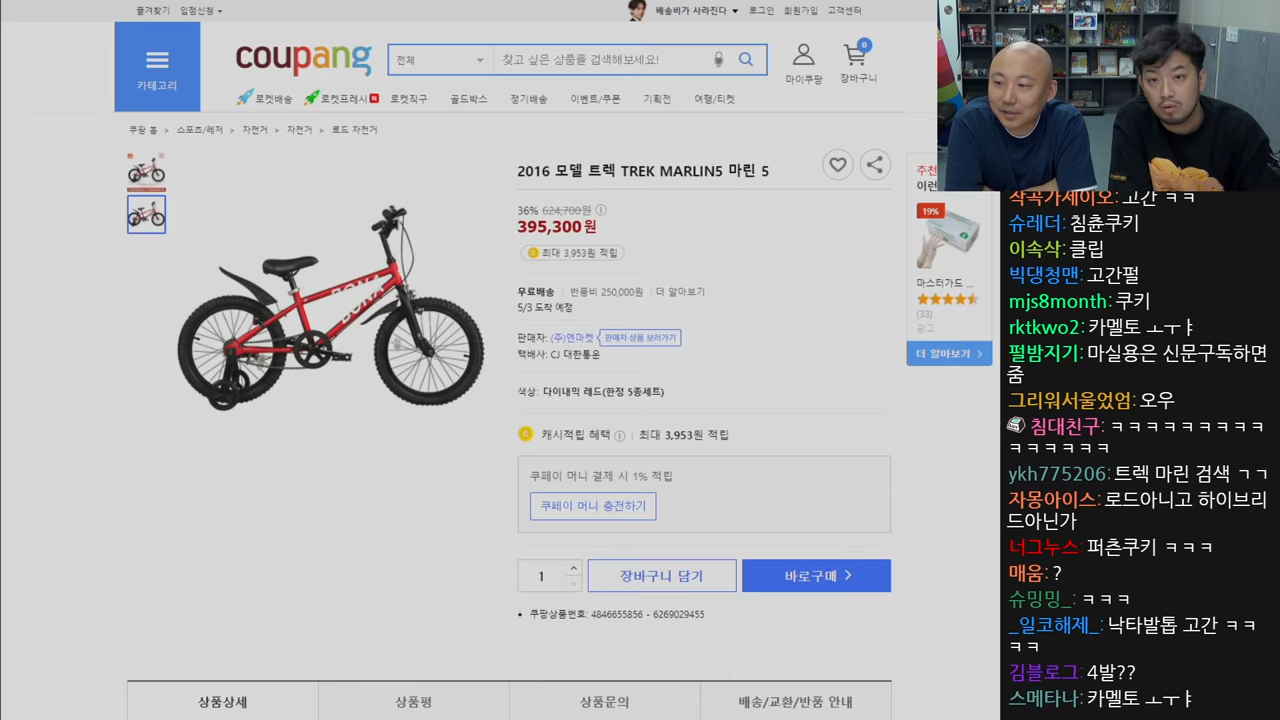 즐겨찾기 입점신청
배송비가 사라진다 로그인 회원가입 고객센터
카테고리
coupang
전체 찾고 싶은 상품을 검색해보세요!
마이쿠팡
0
장바구니
로켓배송 로켓프레시 N 로켓직구 골드박스 정기배송 이벤트/쿠폰 기획전 여행/티켓
쿠팡 홈 > 스포츠/레저 > 자전거 > 자전거 > 로드 자전거
BONA
2016 모델 트렉 TREK MARLIN5 마린 5
36% 624,700원
395,300원
최대 3,953원 적립
무료배송 반품비 250,000원 더 알아보기
5/3 도착 예정
판매자: (주)엔마켓 판매자 상품 보러가기
택배사: CJ 대한통운
색상: 다이내믹 레드(한정 5종세트)
캐시적립 혜택 | 최대 3,953원 적립
쿠페이 머니 결제 시 1% 적립
쿠페이 머니 충전하기
1
장바구니 담기
바로구매
• 쿠팡상품번호: 4846655856 - 6269029455
상품상세 상품평 상품문의 배송/교환/반품 안내
추천
이런
19%
마스터가드 ...
(33)
광고
더 알아보기
작곡가제이오: 고간 ㅋㅋ
슈레더: 침츈쿠키
이속삭: 클립
빅댕청맨: 고간펄
mjs8month: 쿠키
rktkwo2: 카멜토 ㅗㅜㅑ
펄밤지기: 마실용은 신문구독하면
줌
그리워서울었엄: 오우
침대친구: ㅋㅋㅋㅋㅋㅋㅋㅋㅋ
ㅋㅋㅋㅋㅋㅋ
ykh775206: 트렉 마린 검색 ㄱㄱ
자몽아이스: 로드아니고 하이브리
드아닌가
너그누스: 퍼츤쿠키 ㅋㅋㅋ
매움: ?
슈밍밍_: ㅋㅋㅋ
_일코해제_: 낙타발톱 고간 ㅋㅋ
ㅋㅋ
김블로그: 4발??
스메타나: 카멜토 ㅗㅜㅑ